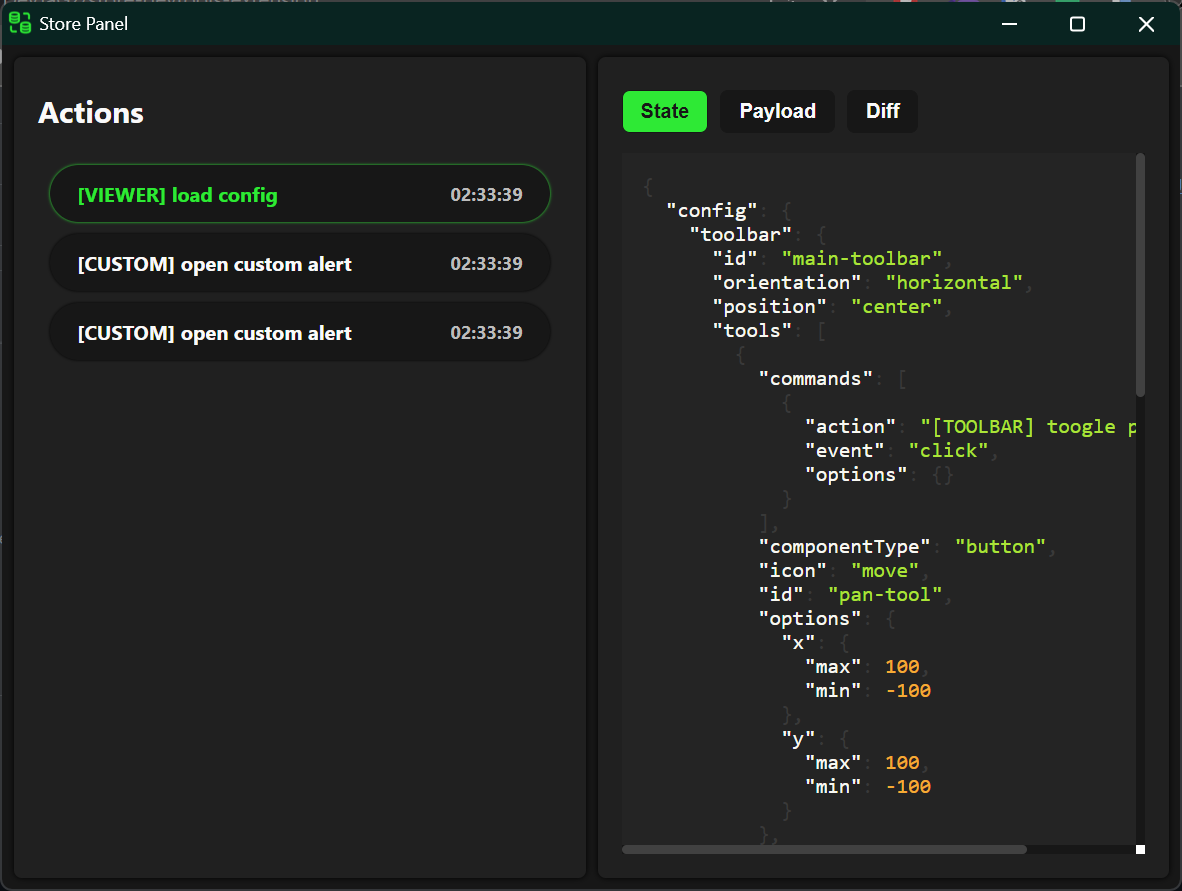 Store Panel
Actions
[VIEWER] load config 02:33:39
[CUSTOM] open custom alert 02:33:39
[CUSTOM] open custom alert 02:33:39
State Payload Diff
{
"config": {
"toolbar": {
"id": "main-toolbar",
"orientation": "horizontal",
"position": "center",
"tools": [
{
"commands": [
{
"action": "[TOOLBAR] toogle p
"event": "click",
"options": {}
}
],
"componentType": "button",
"icon": "move",
"id": "pan-tool",
"options": {
"x": {
"max": 100,
"min": -100
},
"y": {
"max": 100,
"min": -100
}
},